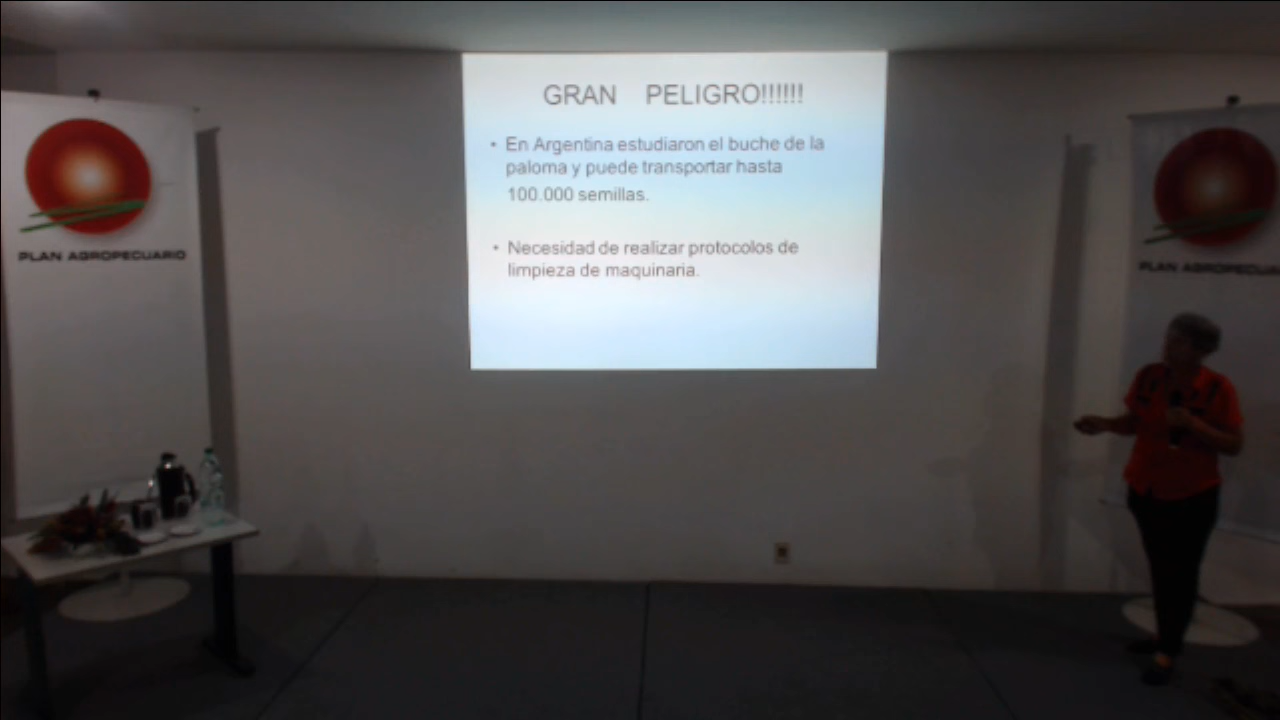 GRAN PELIGRO!!!!!!
• En Argentina estudiaron el buche de la
paloma y puede transportar hasta
100.000 semillas.
• Necesidad de realizar protocolos de
limpieza de maquinaria.
PLAN AGROPECUARIO
PLAN AGROPECUAR